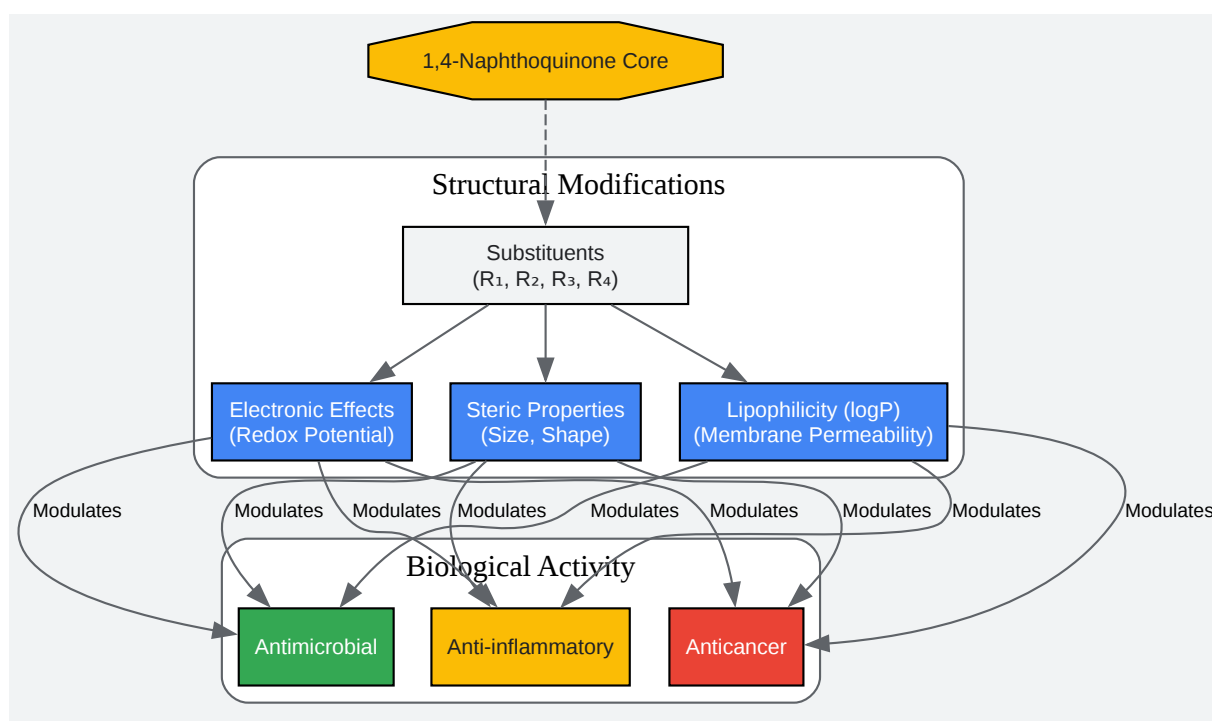 1,4-Naphthoquinone Core
Structural Modifications
Substituents
(R₁, R₂, R₃, R₄)
Electronic Effects
(Redox Potential)
Steric Properties
(Size, Shape)
Lipophilicity (logP)
(Membrane Permeability)
Modulates
Modulates
Modulates
Modulates
Modulates
Modulates
Modulates
Modulates
Modulates
Biological Activity
Antimicrobial
Anti-inflammatory
Anticancer